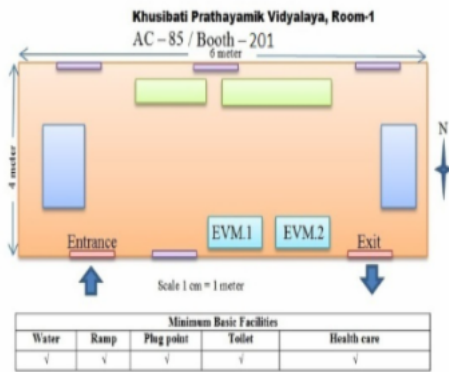 Khusibati Prathayamik Vidyalaya, Room-1
AC – 85 / Booth – 201
6 meter
4 meter
N
EVM.1 EVM.2
Entrance Exit
Scale 1 cm = 1 meter
Minimum Basic Facilities
Water Ramp Plug point Toilet Health care
√ √ √ √ √